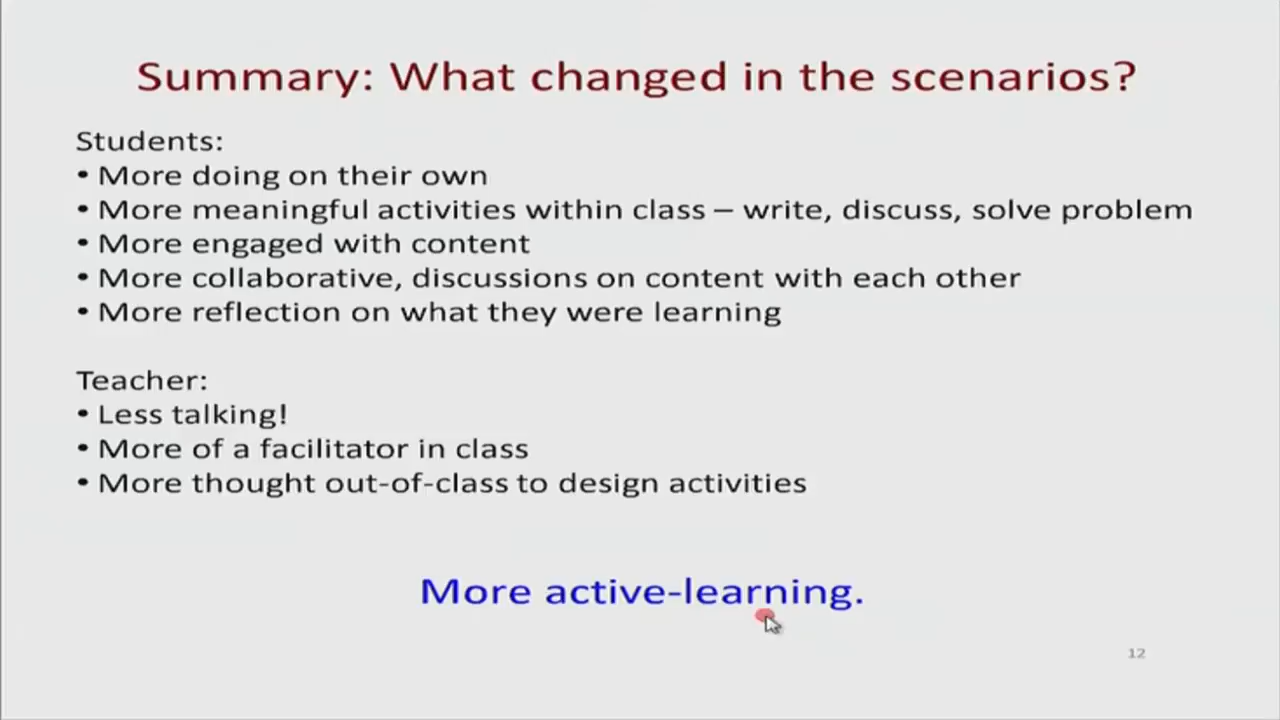 Summary: What changed in the scenarios?
Students:
• More doing on their own
• More meaningful activities within class – write, discuss, solve problem
• More engaged with content
• More collaborative, discussions on content with each other
• More reflection on what they were learning
Teacher:
• Less talking!
• More of a facilitator in class
• More thought out-of-class to design activities
More active-learning.
12